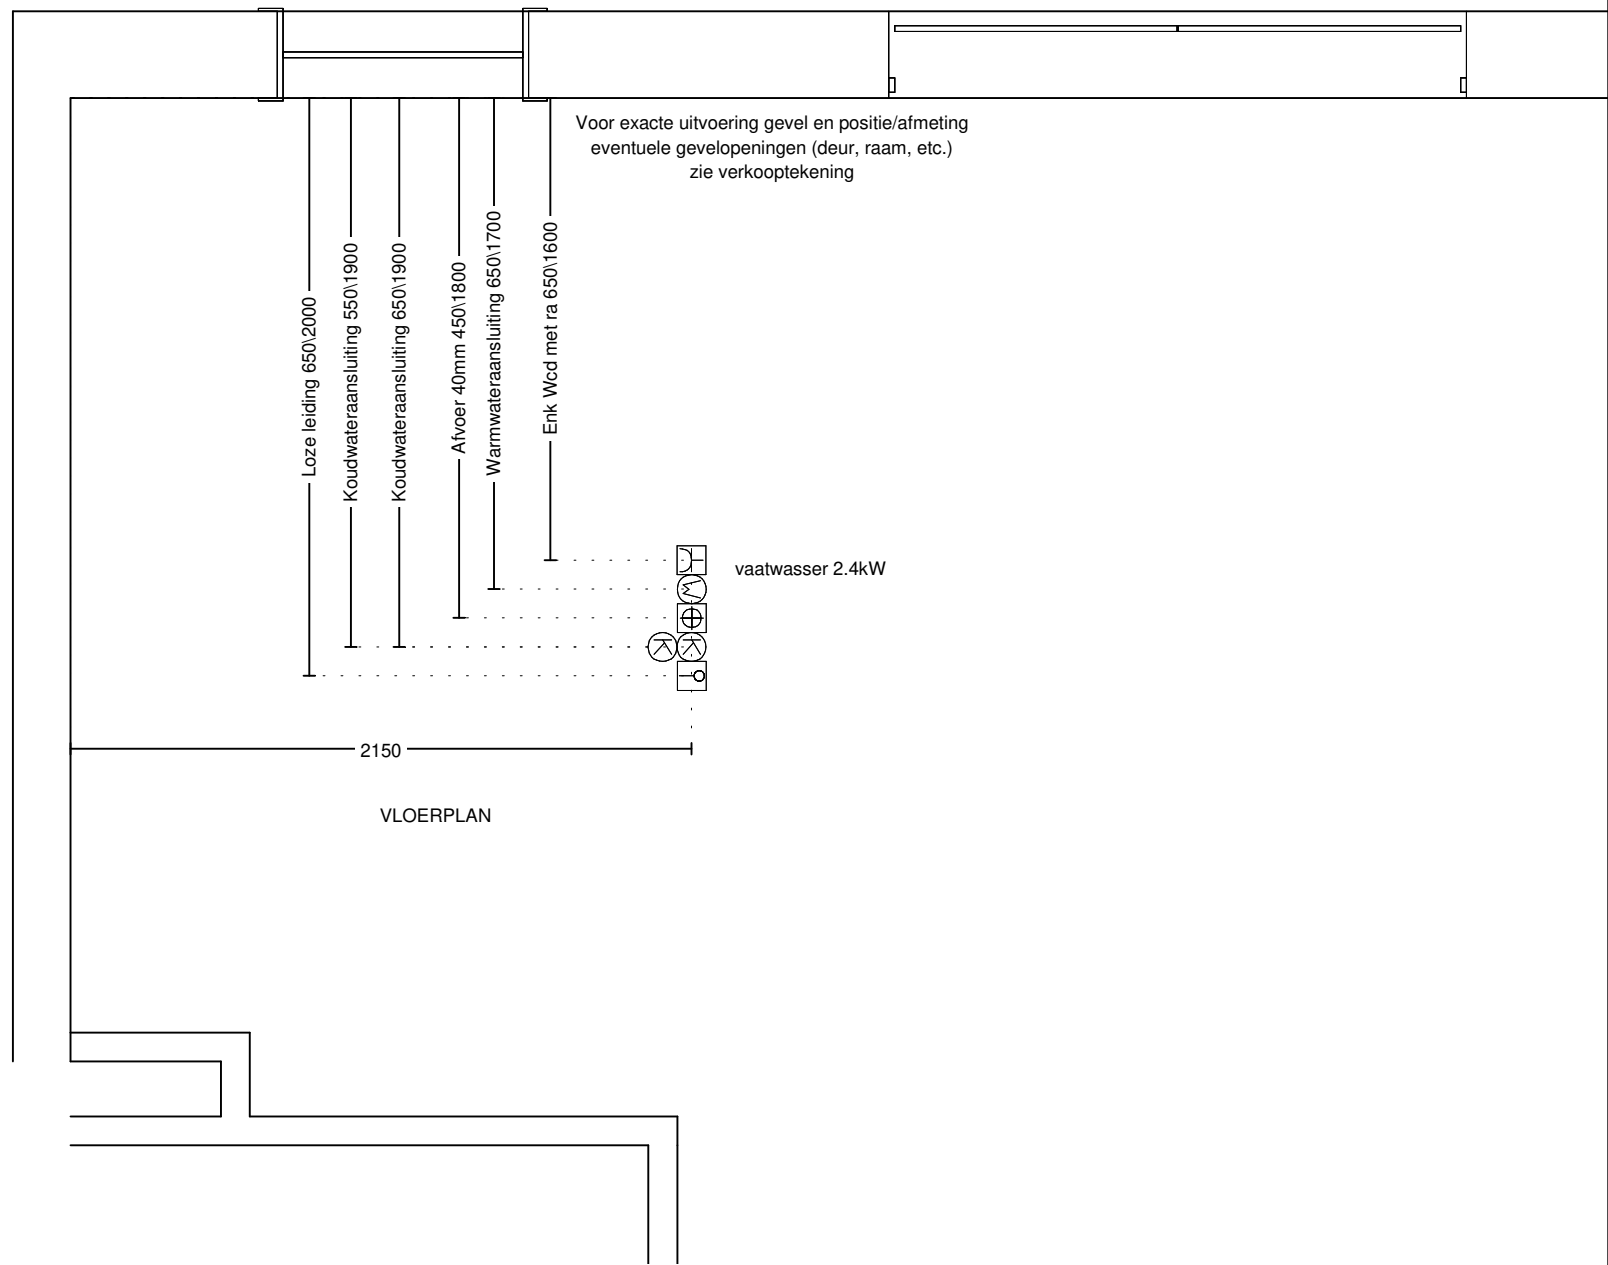 Voor exacte uitvoering gevel en positie/afmeting
eventuele gevelopeningen (deur, raam, etc.)
zie verkooptekening
Loze leiding 650\2000
Koudwateraansluiting 550\1900
Koudwateraansluiting 650\1900
Afvoer 40mm 450\1800
Warmwateraansluiting 650\1700
Enk Wcd met ra 650\1600
vaatwasser 2.4kW
W
K
K
2150
VLOERPLAN